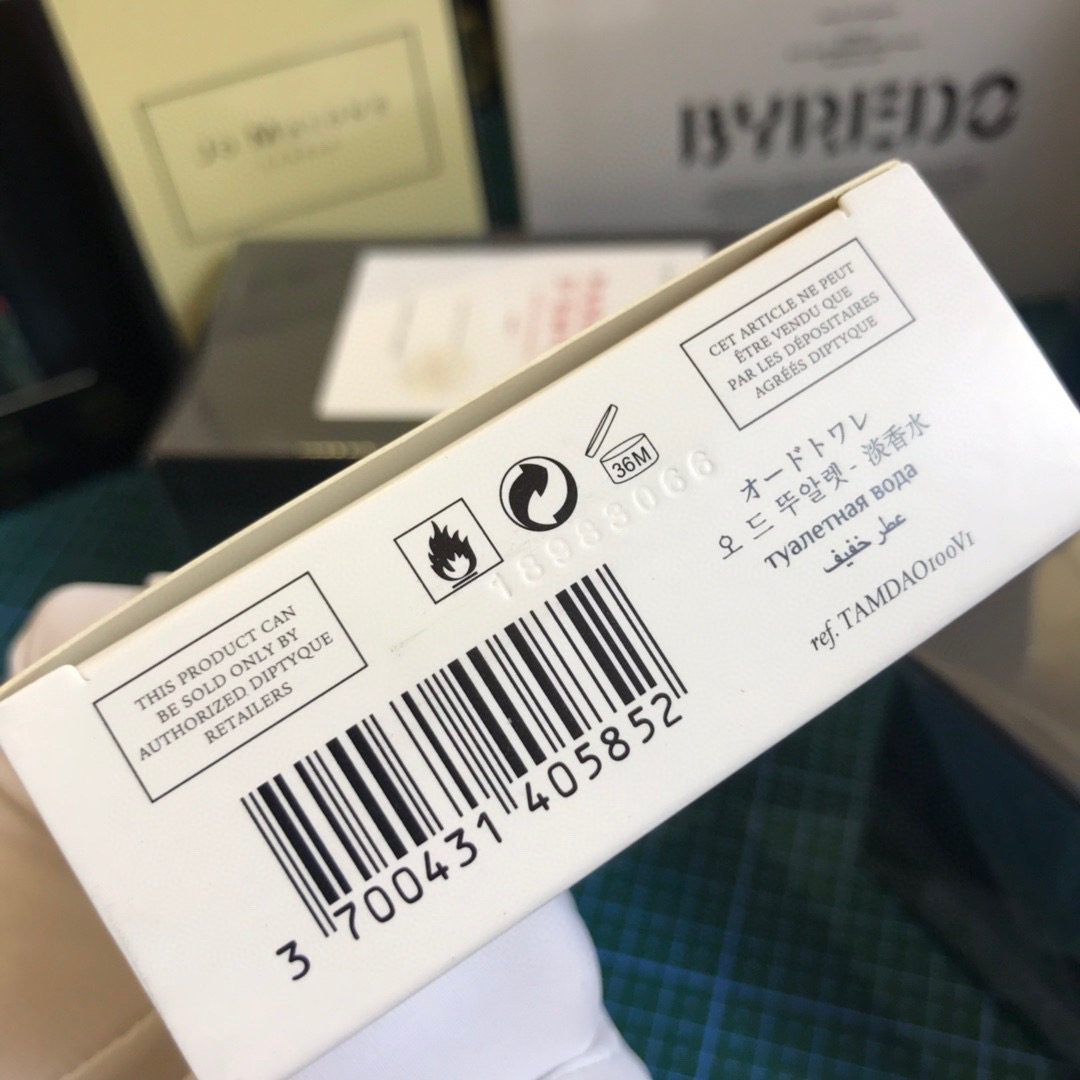 BYREDO
CET ARTICLE NE PEUT
ÊTRE VENDU QUE
PAR LES DÉPOSITAIRES
AGRÉÉS DIPTYQUE
36M
18983066
オードトワレ
오 드 뚜알렛 - 淡香水
туалетная вода
عطر خفيف
ref. TAMDAO100V1
THIS PRODUCT CAN
BE SOLD ONLY BY
AUTHORIZED DIPTYQUE
RETAILERS
3 700431 405852